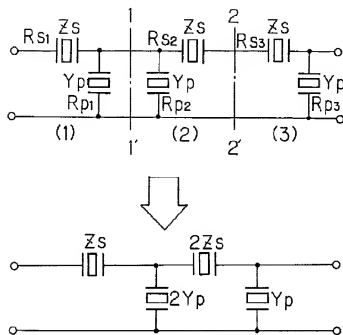 1 2
Rs1 Zs Rs2 Zs Rs3 Zs
Yp Yp Yp
Rp1 Rp2 Rp3
(1) (2) (3)
1' 2'
Zs 2Zs
2Yp Yp